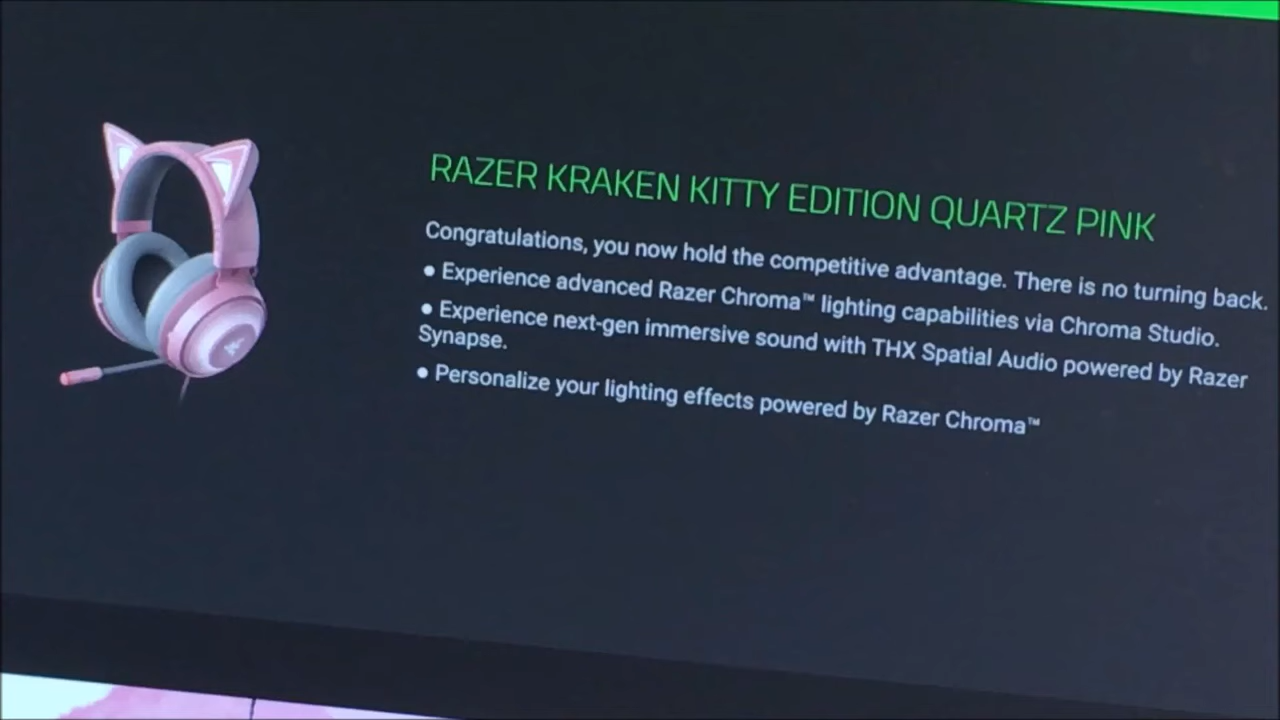 RAZER KRAKEN KITTY EDITION QUARTZ PINK
Congratulations, you now hold the competitive advantage. There is no turning back.
● Experience advanced Razer Chroma™ lighting capabilities via Chroma Studio.
● Experience next-gen immersive sound with THX Spatial Audio powered by Razer
Synapse.
● Personalize your lighting effects powered by Razer Chroma™